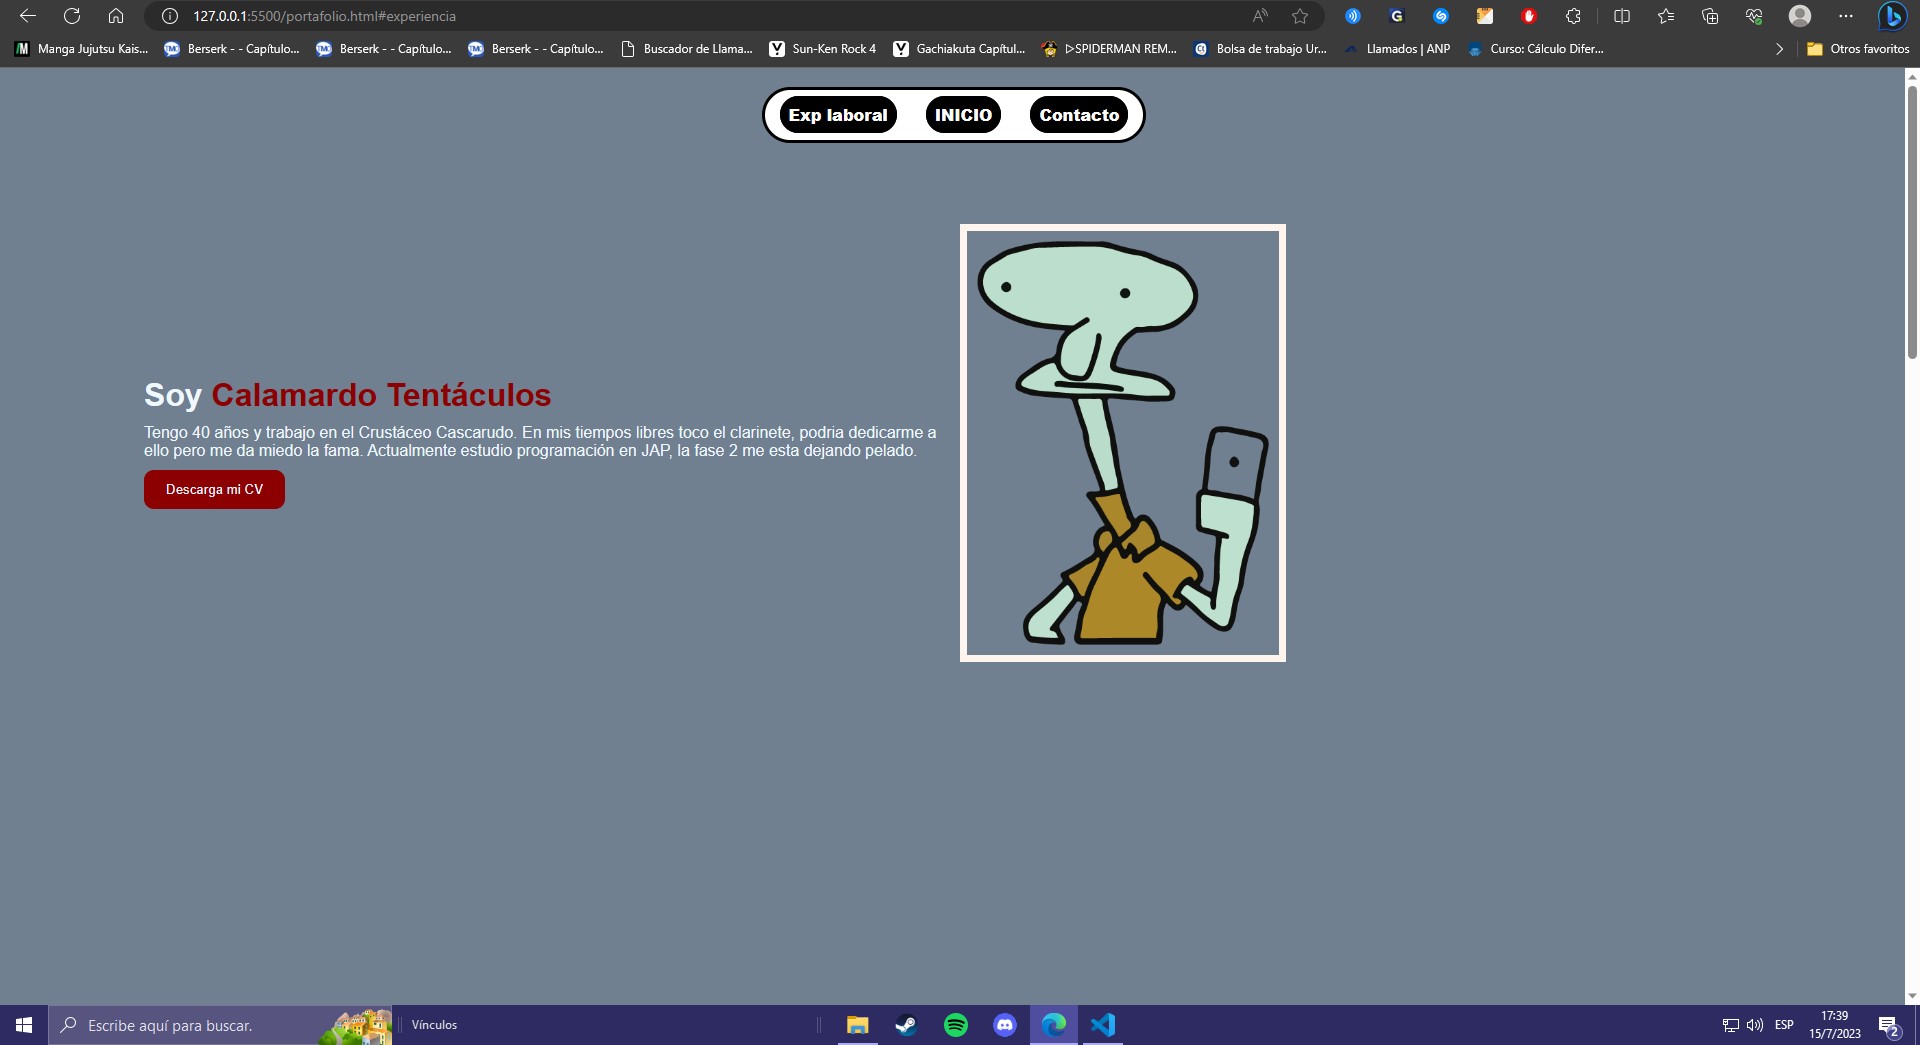 127.0.0.1:5500/portafolio.html#experiencia
Manga Jujutsu Kais... Berserk - - Capítulo... Berserk - - Capítulo... Berserk - - Capítulo... Buscador de Llama... Sun-Ken Rock 4 Gachiakuta Capítul... ▷SPIDERMAN REM... Bolsa de trabajo Ur... Llamados | ANP Curso: Cálculo Difer... Otros favoritos
Exp laboral INICIO Contacto
Soy Calamardo Tentáculos
Tengo 40 años y trabajo en el Crustáceo Cascarudo. En mis tiempos libres toco el clarinete, podria dedicarme a
ello pero me da miedo la fama. Actualmente estudio programación en JAP, la fase 2 me esta dejando pelado.
Descarga mi CV
Escribe aquí para buscar. Vínculos ESP 17:39
15/7/2023 2